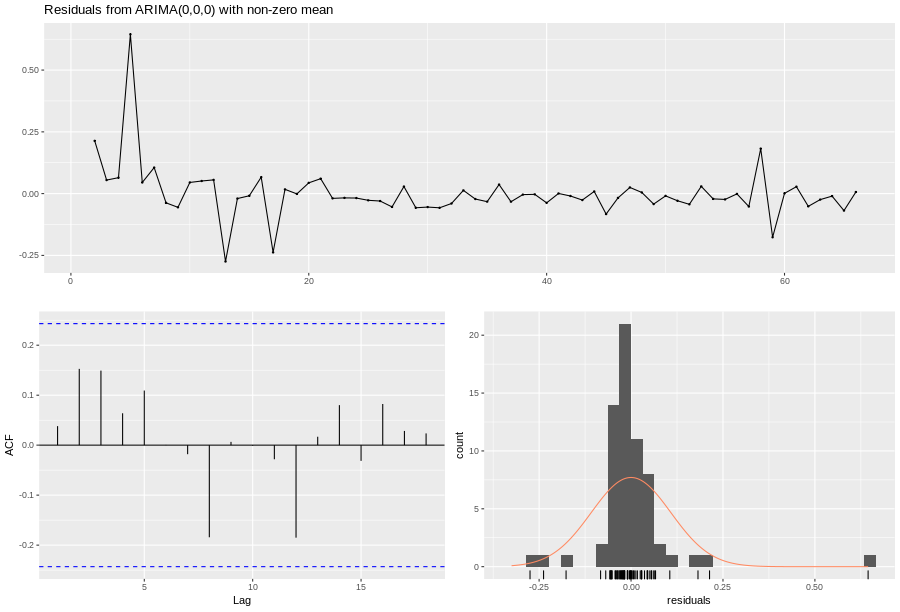 Residuals from ARIMA(0,0,0) with non-zero mean
0.50
0.25
0.00
-0.25
0 20 40 60
0.2
0.1
0.0
-0.1
-0.2
ACF
5 10 15
Lag
20
15
10
5
0
count
-0.25 0.00 0.25 0.50
residuals